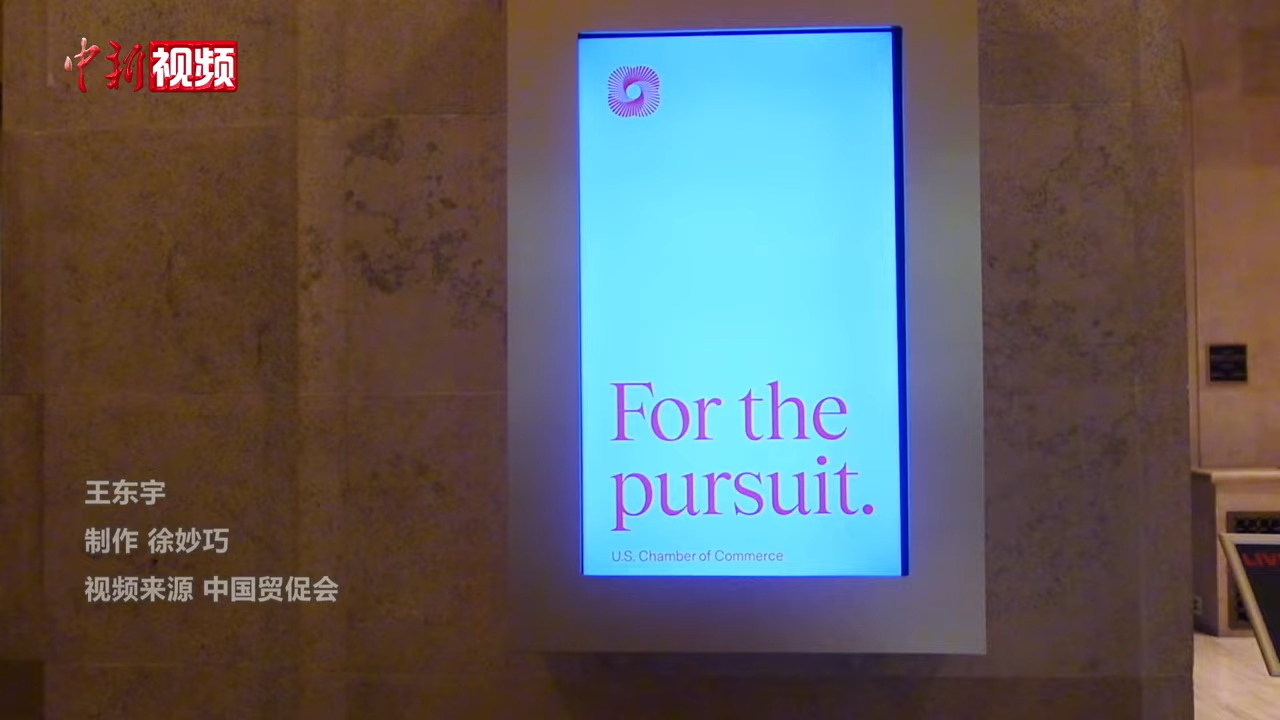 中新视频
For the
pursuit.
U.S. Chamber of Commerce
王东宇
制作 徐妙巧
视频来源 中国贸促会
LIV